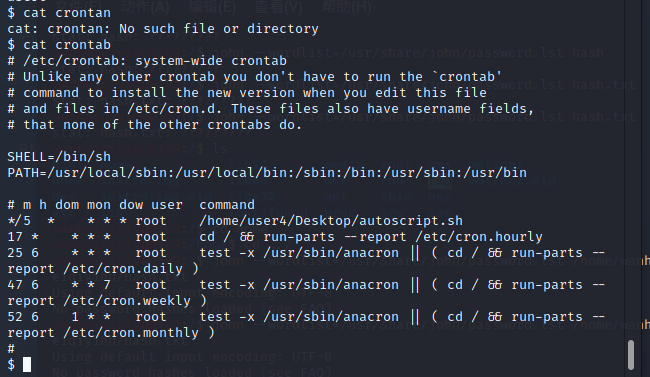 $ cat crontan
cat: crontan: No such file or directory
$ cat crontab
# /etc/crontab: system-wide crontab
# Unlike any other crontab you don't have to run the `crontab'
# command to install the new version when you edit this file
# and files in /etc/cron.d. These files also have username fields,
# that none of the other crontabs do.
SHELL=/bin/sh
PATH=/usr/local/sbin:/usr/local/bin:/sbin:/bin:/usr/sbin:/usr/bin
# m h dom mon dow user  command
*/5  *    * * * root    /home/user4/Desktop/autoscript.sh
17 *    * * *   root    cd / && run-parts --report /etc/cron.hourly
25 6    * * *   root    test -x /usr/sbin/anacron || ( cd / && run-parts --
report /etc/cron.daily )
47 6    * * 7   root    test -x /usr/sbin/anacron || ( cd / && run-parts --
report /etc/cron.weekly )
52 6    1 * *   root    test -x /usr/sbin/anacron || ( cd / && run-parts --
report /etc/cron.monthly )
#
$